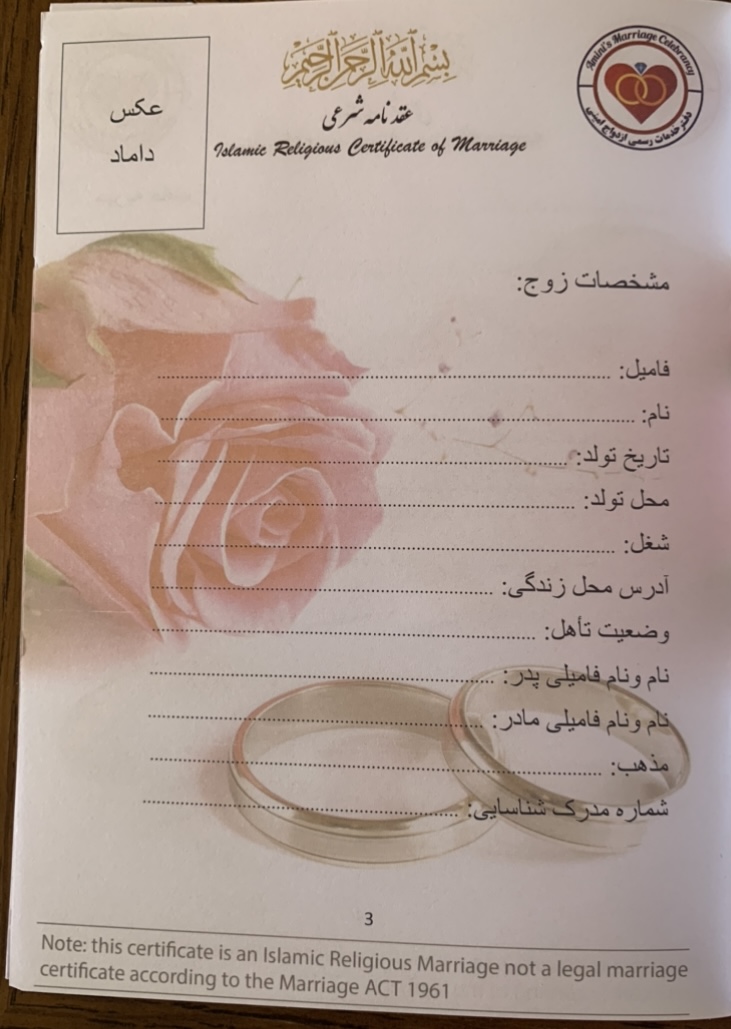 بسم الله الرحمن الرحیم
عقد نامه شرعی
Islamic Religious Certificate of Marriage
Amini's Marriage Celebrancy
دفتر خدمات رسمی ازدواج امینی
عکس
داماد
مشخصات زوج:
فامیل: ........................................
نام: ........................................
تاریخ تولد: ........................................
محل تولد: ........................................
شغل: ........................................
آدرس محل زندگی: ........................................
وضعیت تأهل: ........................................
نام ونام فامیلی پدر: ........................................
نام ونام فامیلی مادر: ........................................
مذهب: ........................................
شماره مدرک شناسایی: ........................................
3
Note: this certificate is an Islamic Religious Marriage not a legal marriage
certificate according to the Marriage ACT 1961